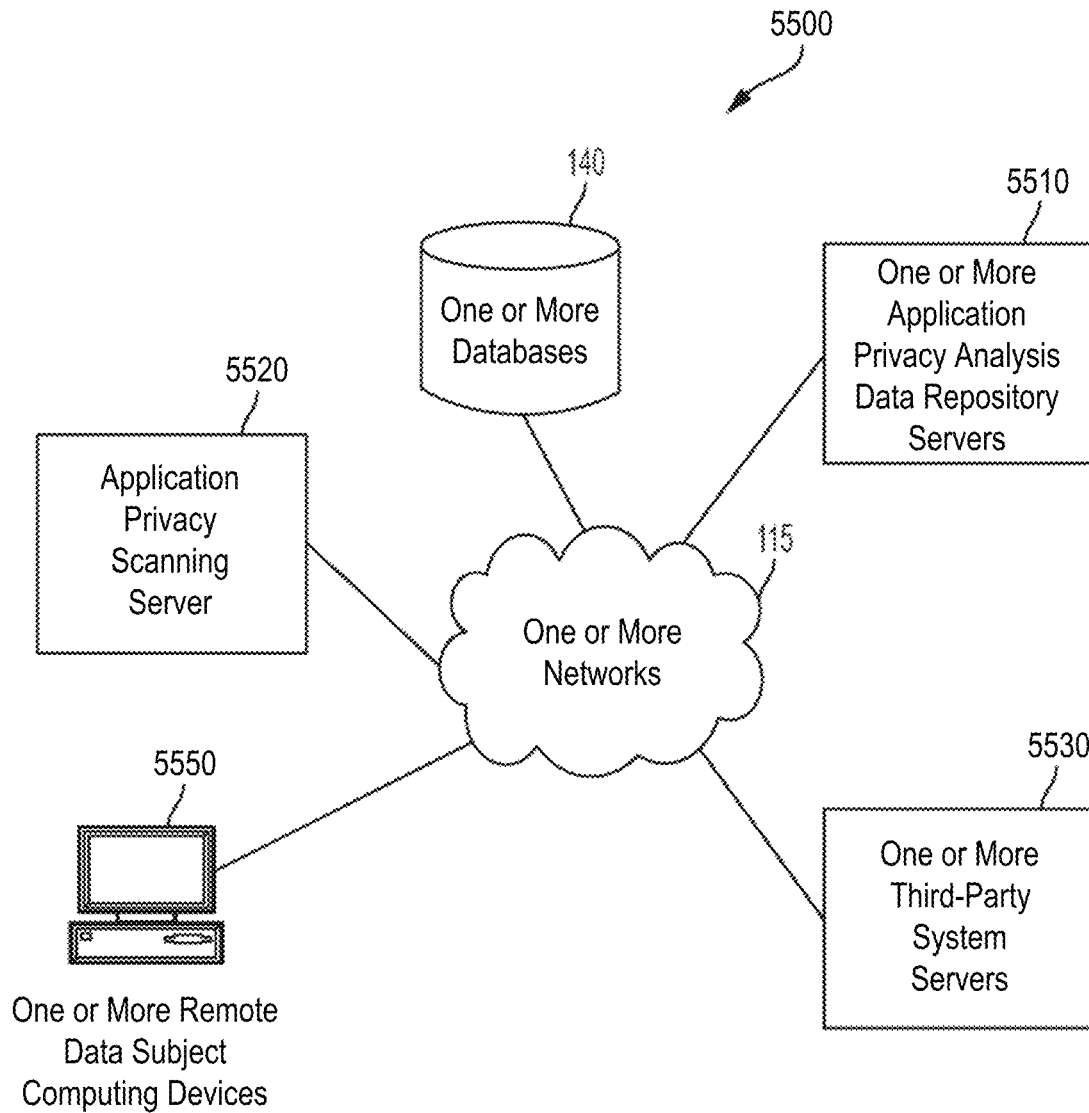 5500
140
One or More
Databases
5510
One or More
Application
Privacy Analysis
Data Repository
Servers
5520
Application
Privacy
Scanning
Server
115
One or More
Networks
5550
One or More Remote
Data Subject
Computing Devices
5530
One or More
Third-Party
System
Servers